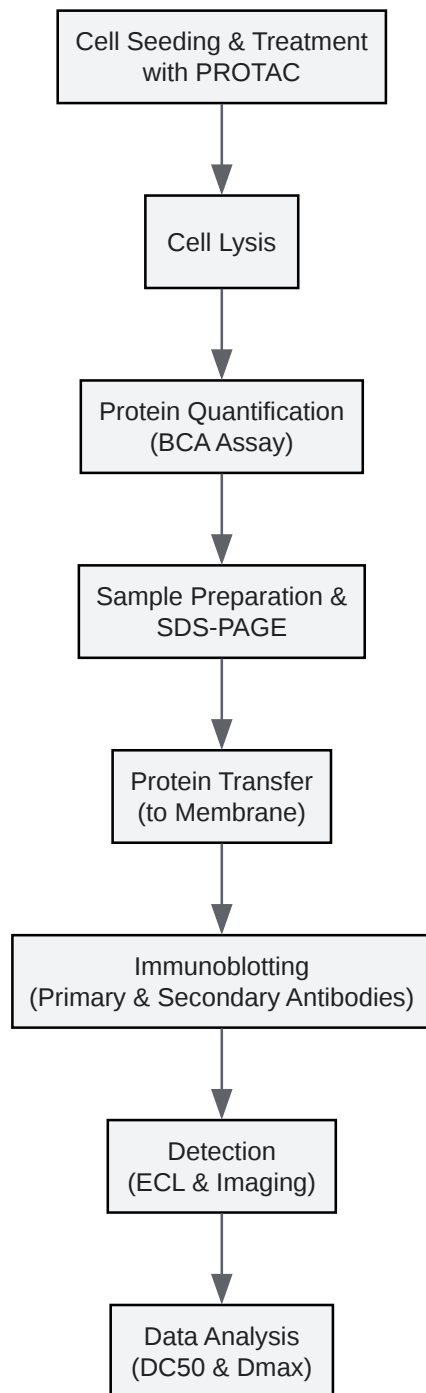 Cell Seeding & Treatment
with PROTAC
Cell Lysis
Protein Quantification
(BCA Assay)
Sample Preparation &
SDS-PAGE
Protein Transfer
(to Membrane)
Immunoblotting
(Primary & Secondary Antibodies)
Detection
(ECL & Imaging)
Data Analysis
(DC50 & Dmax)